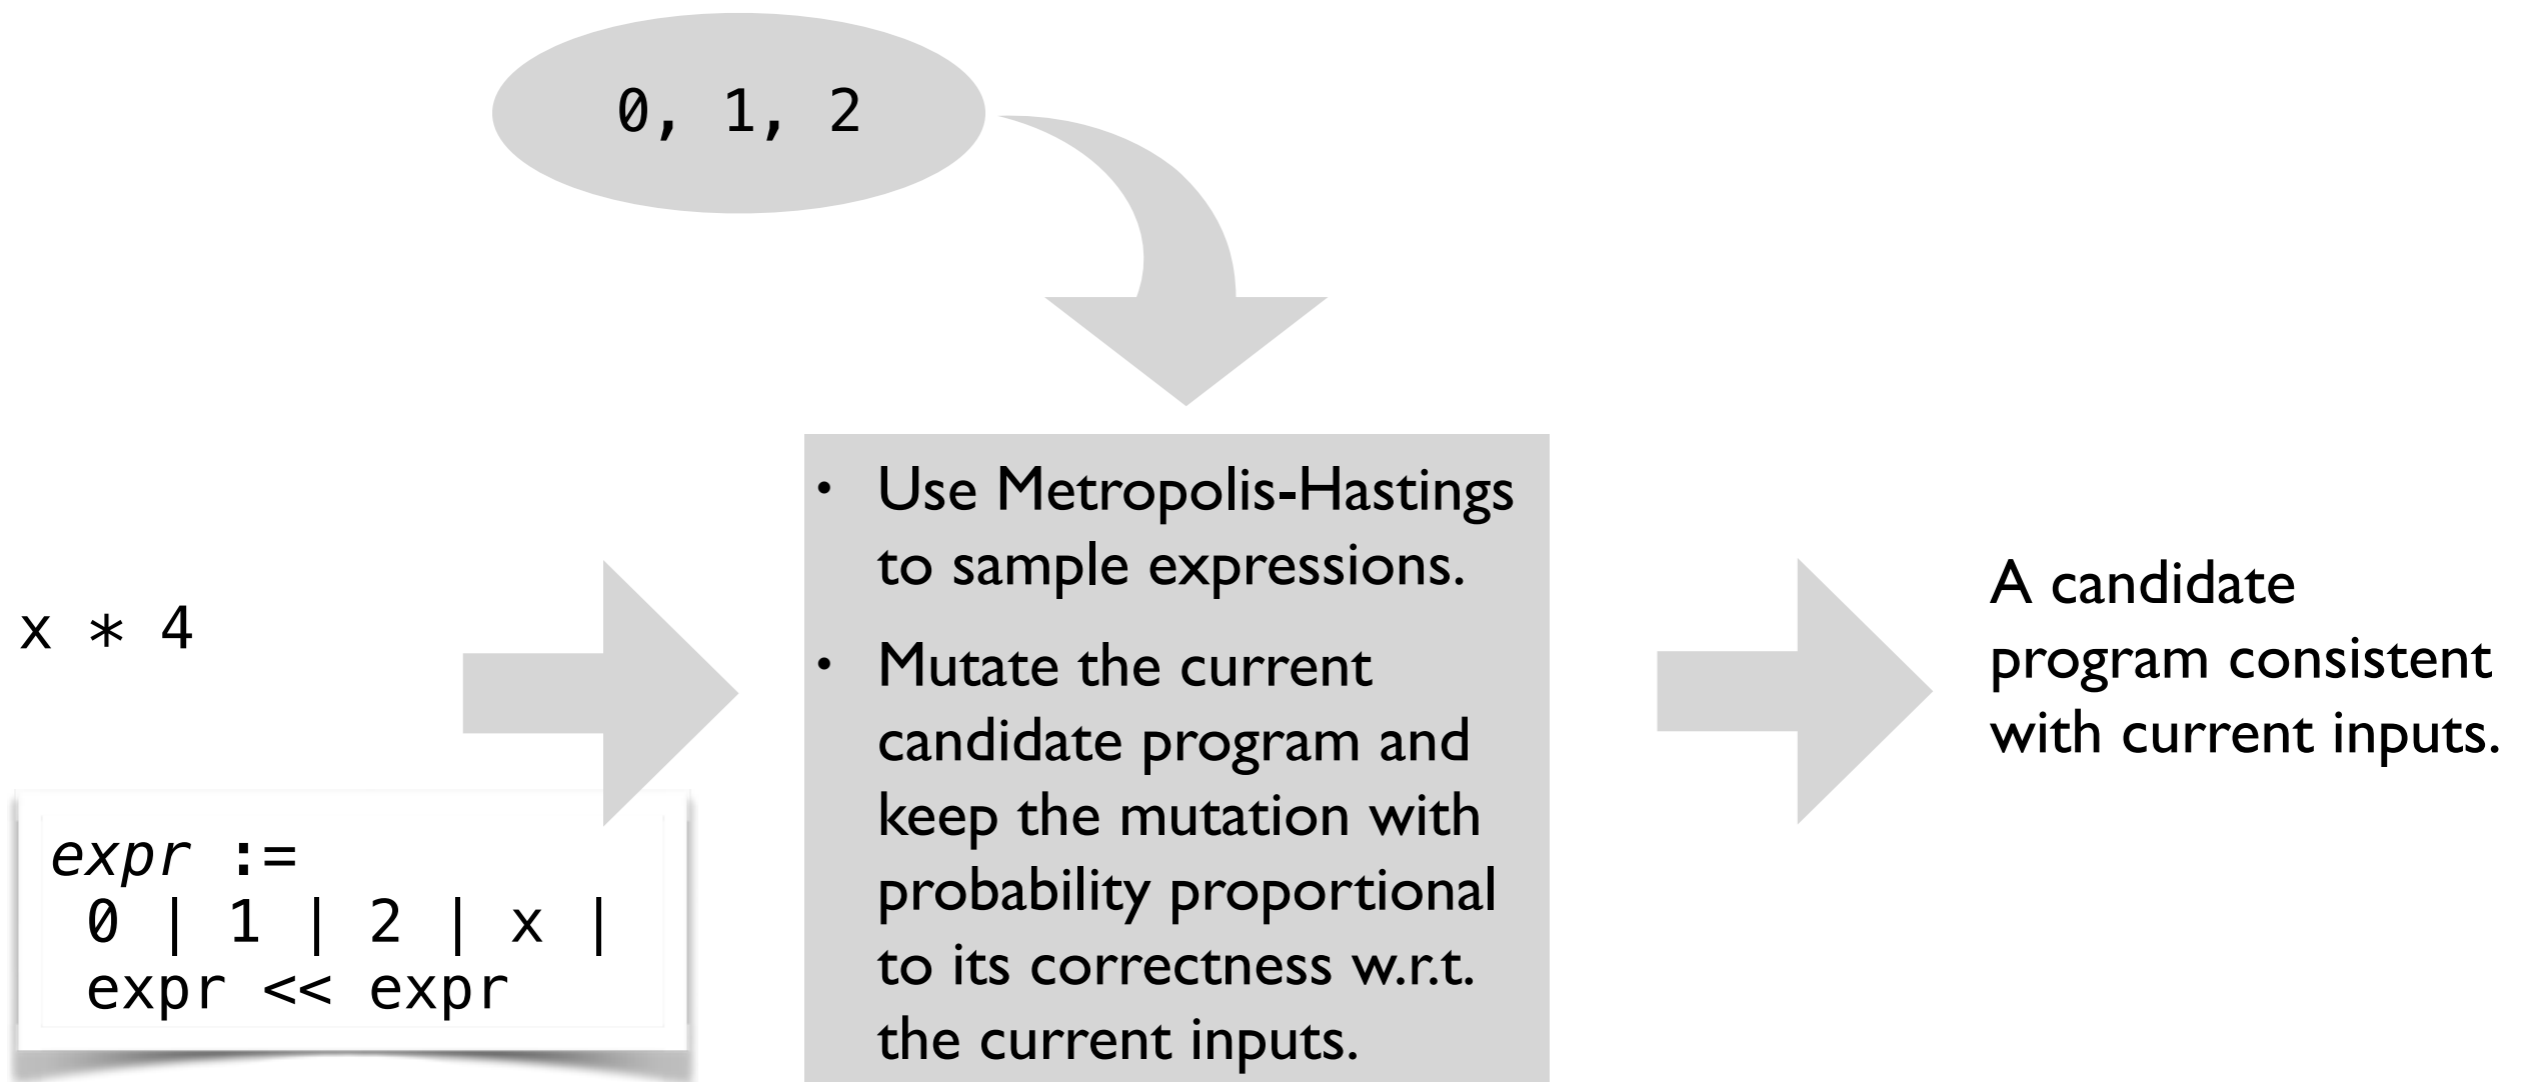 0, 1, 2
x * 4
expr :=
0 | 1 | 2 | x |
expr << expr
• Use Metropolis-Hastings
to sample expressions.
• Mutate the current
candidate program and
keep the mutation with
probability proportional
to its correctness w.r.t.
the current inputs.
A candidate
program consistent
with current inputs.